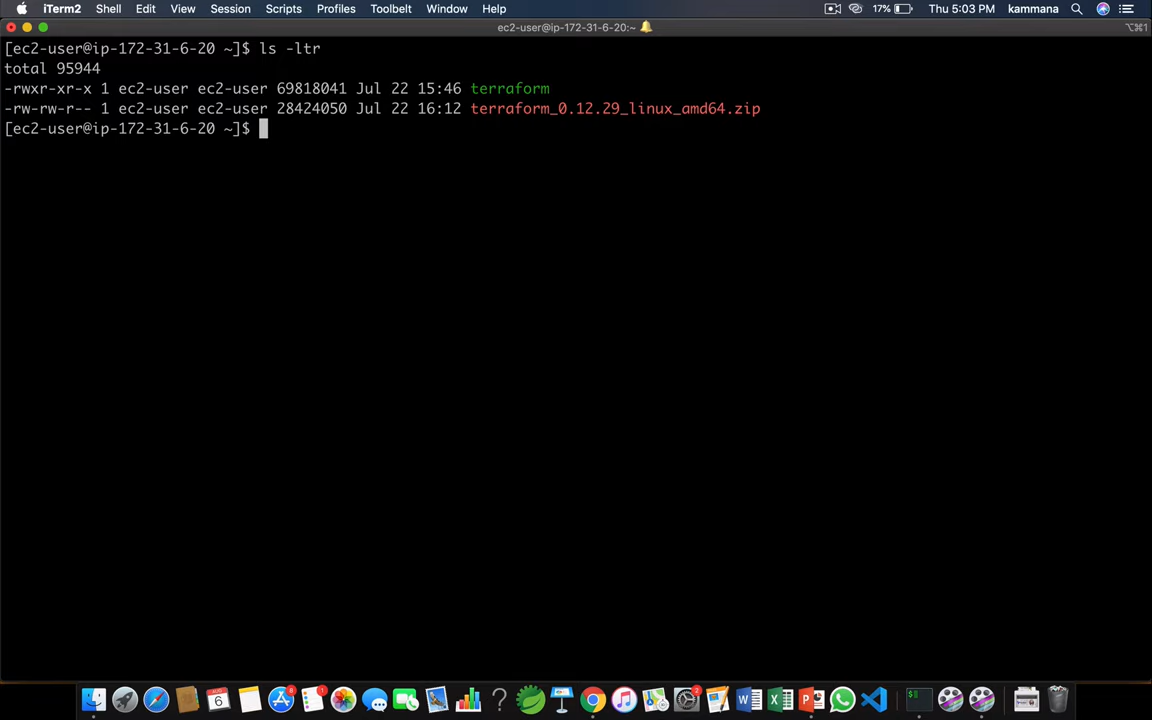 iTerm2 Shell Edit View Session Scripts Profiles Toolbelt Window Help 17% Thu 5:03 PM kammana
ec2-user@ip-172-31-6-20:~ ⌥⌘1
[ec2-user@ip-172-31-6-20 ~]$ ls -ltr
total 95944
-rwxr-xr-x 1 ec2-user ec2-user 69818041 Jul 22 15:46 terraform
-rw-rw-r-- 1 ec2-user ec2-user 28424050 Jul 22 16:12 terraform_0.12.29_linux_amd64.zip
[ec2-user@ip-172-31-6-20 ~]$